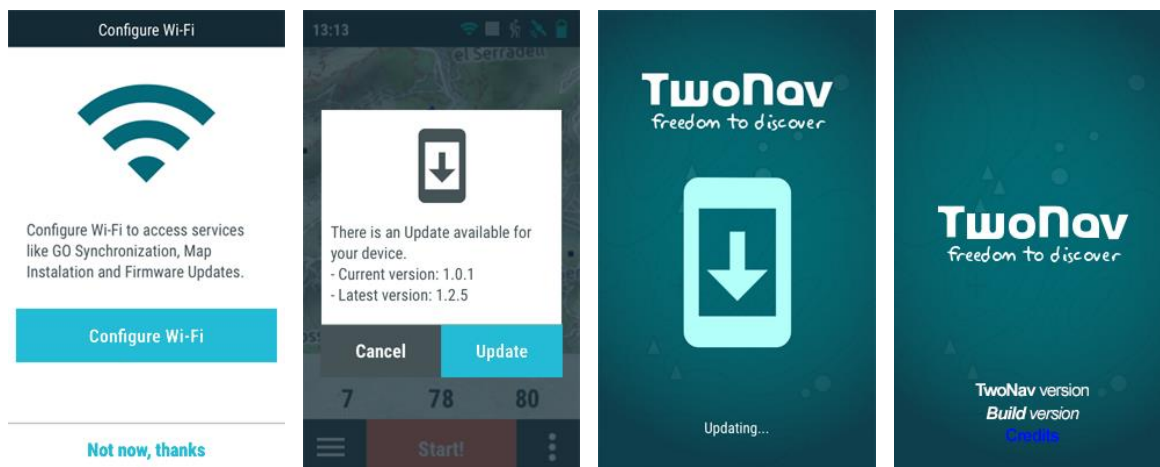 Configure Wi-Fi
Configure Wi-Fi to access services
like GO Synchronization, Map
Instalation and Firmware Updates.
Configure Wi-Fi
Not now, thanks
13:13
el Serradell
There is an Update available for
your device.
- Current version: 1.0.1
- Latest version: 1.2.5
Cancel
Update
7 78 80
Start!
TwoNav
freedom to discover
Updating...
TwoNav
freedom to discover
TwoNav version
Build version
Credits